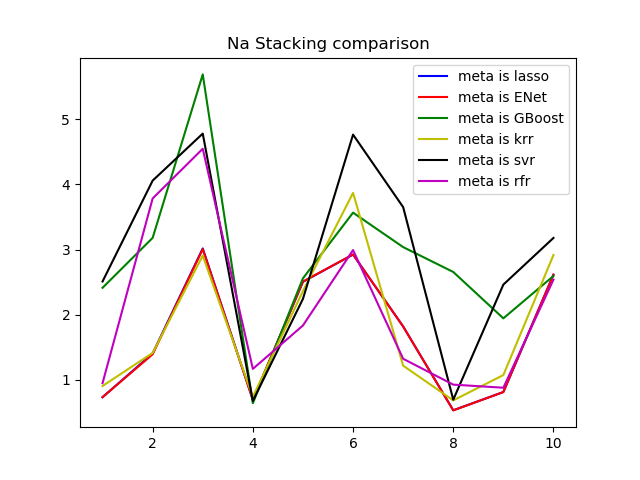 Na Stacking comparison
meta is lasso
meta is ENet
meta is GBoost
meta is krr
meta is svr
meta is rfr
5
4
3
2
1
2 4 6 8 10